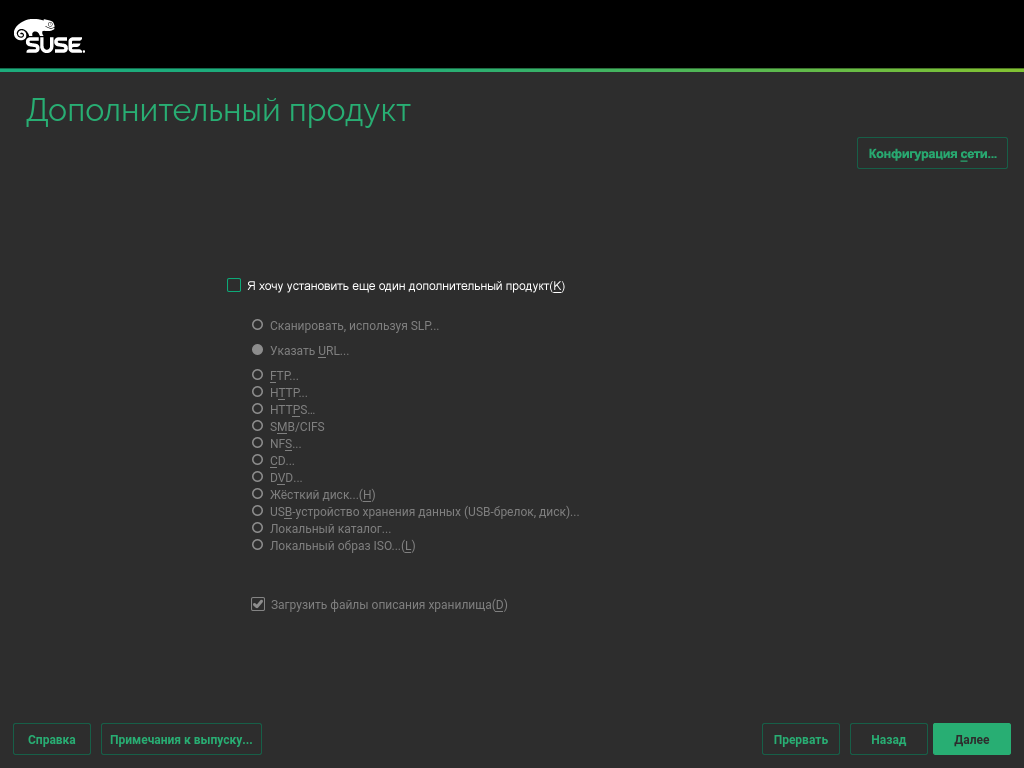 SUSE.
Дополнительный продукт
Конфигурация сети...
Я хочу установить еще один дополнительный продукт(K)
Сканировать, используя SLP...
Указать URL...
FTP...
HTTP...
HTTPS...
SMB/CIFS
NFS...
CD...
DVD...
Жёсткий диск...(H)
USB-устройство хранения данных (USB-брелок, диск)...
Локальный каталог...
Локальный образ ISO...(L)
Загрузить файлы описания хранилища(D)
Справка
Примечания к выпуску...
Прервать
Назад
Далее